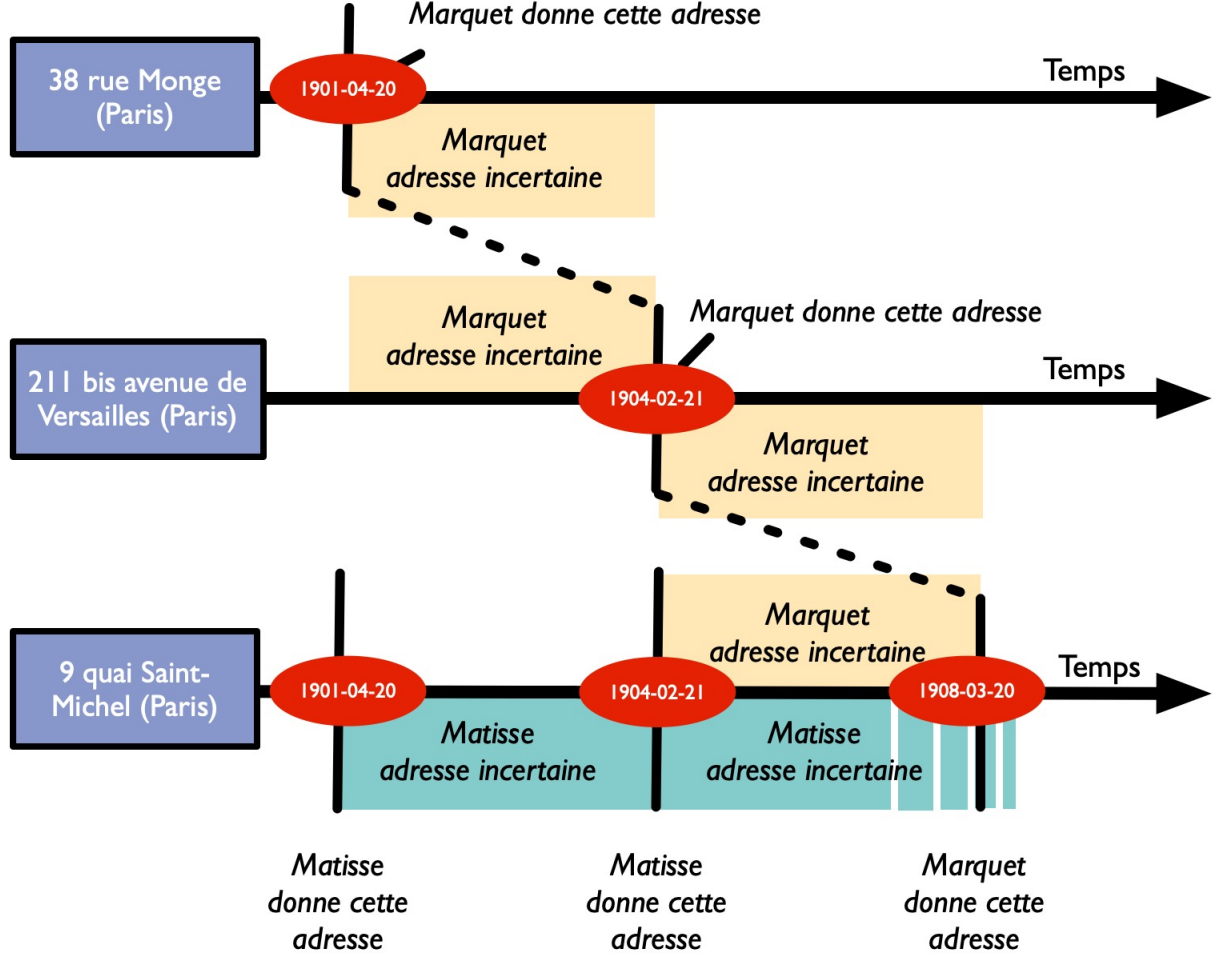 Marquet donne cette adresse
38 rue Monge
(Paris)
1901-04-20
Temps
Marquet
adresse incertaine
Marquet
adresse incertaine
Marquet donne cette adresse
211 bis avenue de
Versailles (Paris)
1904-02-21
Temps
Marquet
adresse incertaine
Marquet
adresse incertaine
9 quai Saint-
Michel (Paris)
1901-04-20
1904-02-21
1908-03-20
Temps
Matisse
adresse incertaine
Matisse
adresse incertaine
Matisse
donne cette
adresse
Matisse
donne cette
adresse
Marquet
donne cette
adresse